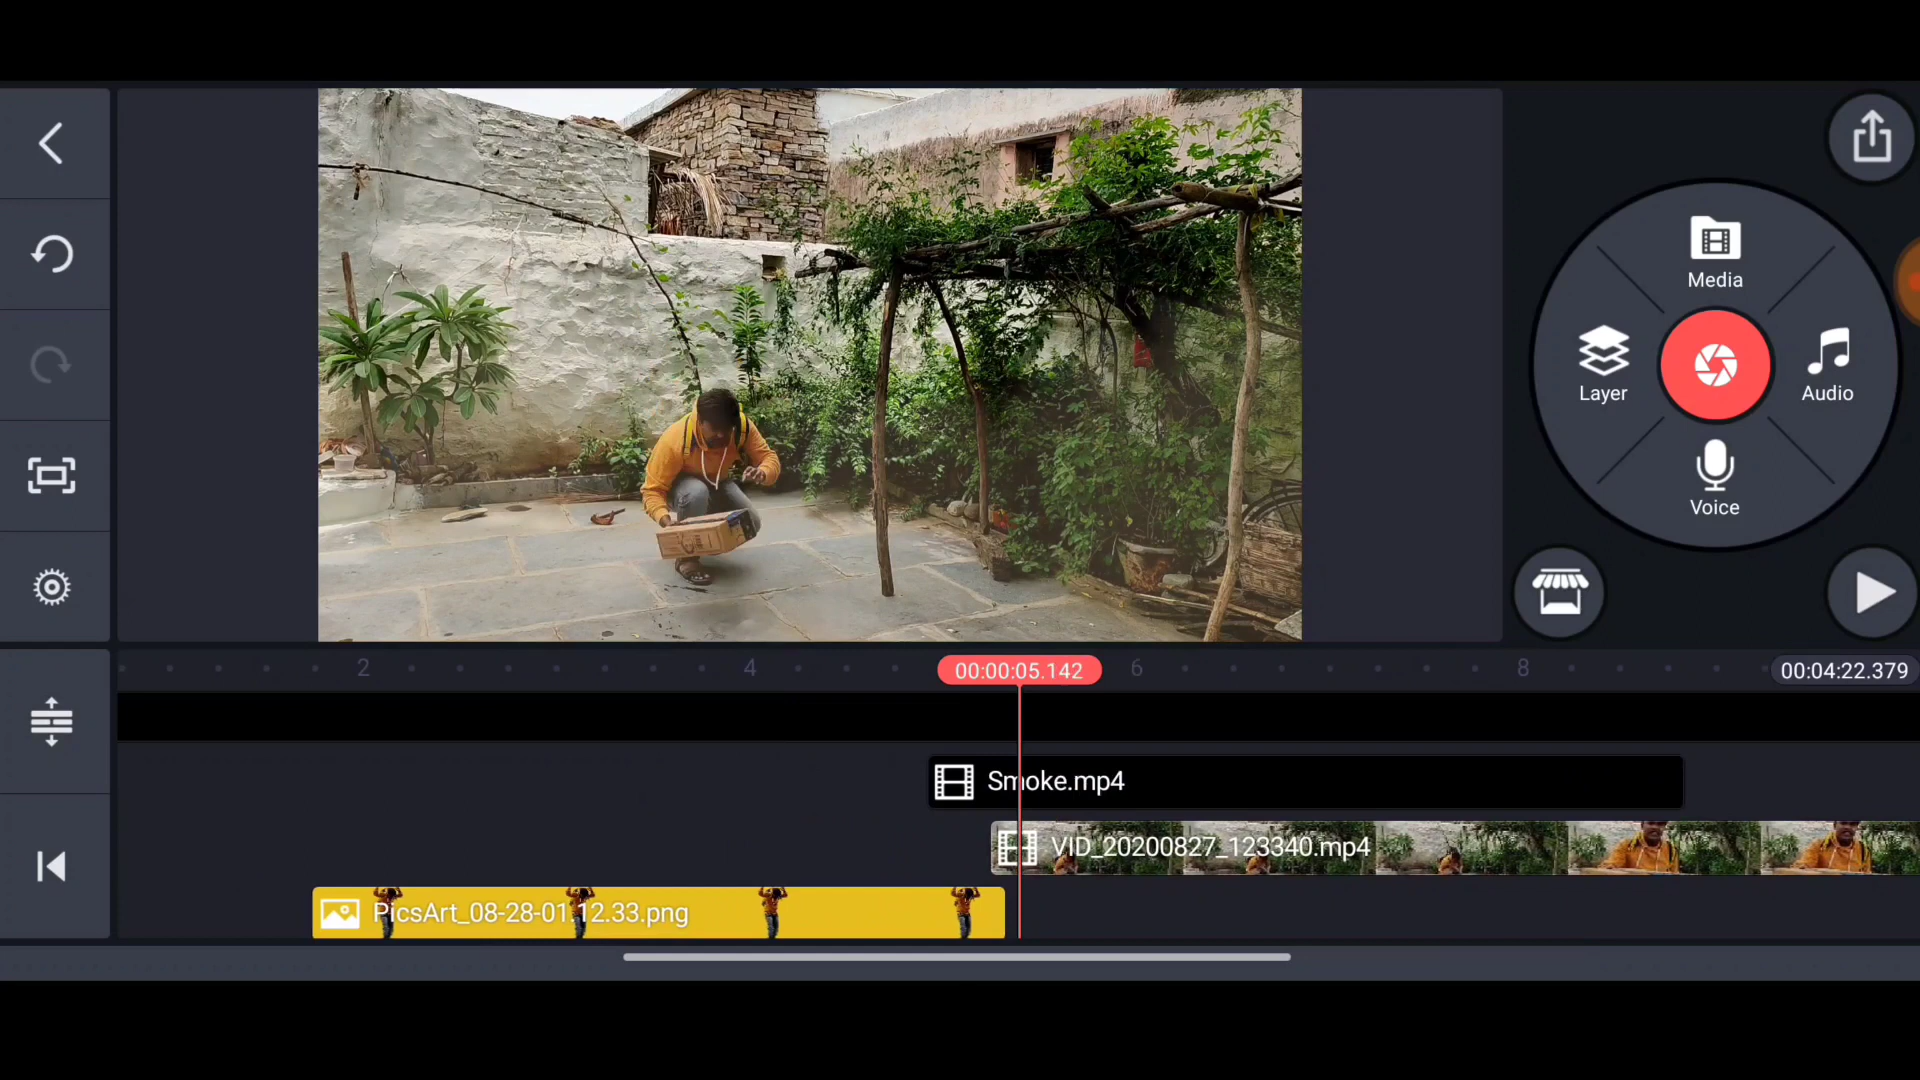 Media
Layer
Audio
Voice
2
4
00:00:05.142
6
8
00:04:22.379
Smoke.mp4
VID_20200827_123340.mp4
PicsArt_08-28-01.12.33.png